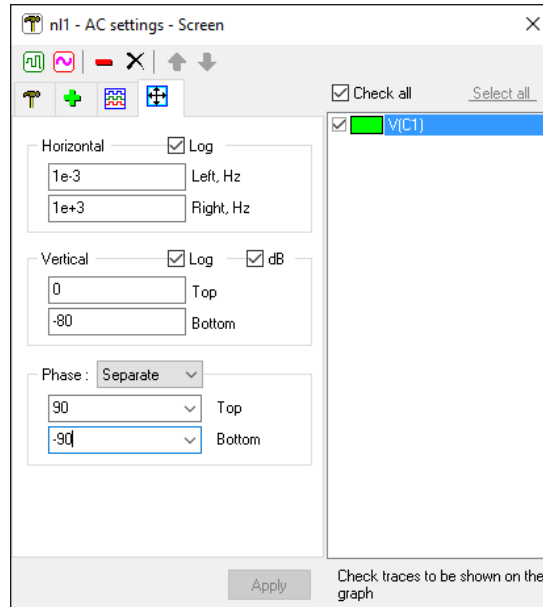 nl1 - AC settings - Screen
Check all Select all
V(C1)
Horizontal Log
1e-3 Left, Hz
1e+3 Right, Hz
Vertical Log dB
0 Top
-80 Bottom
Phase : Separate
90 Top
-90 Bottom
Apply
Check traces to be shown on the
graph